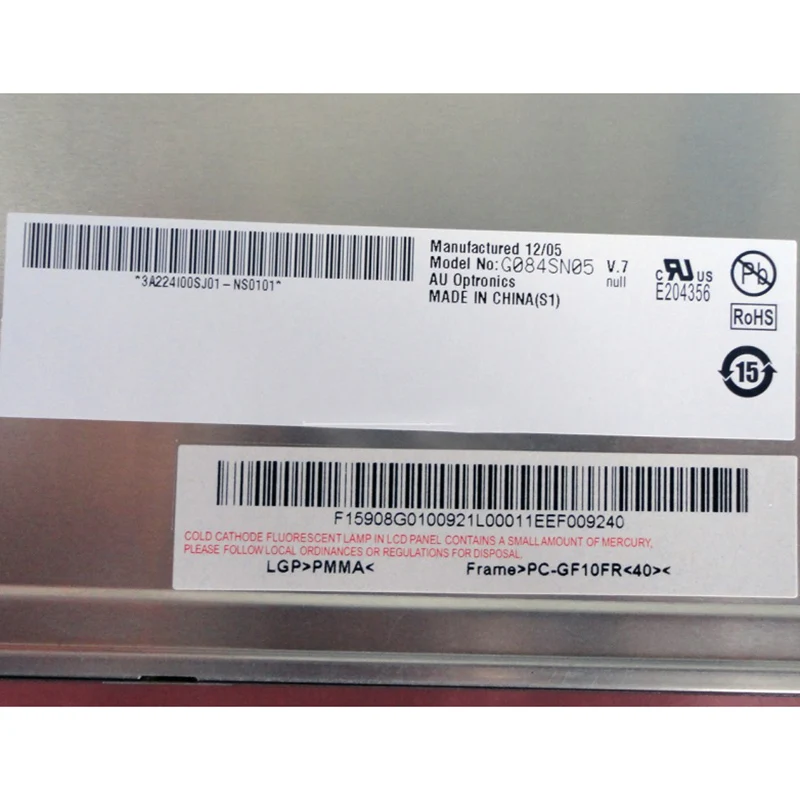 *3A224I00SJ01-NS0101*
Manufactured 12/05
Model No:G084SN05 V.7
AU Optronics null
MADE IN CHINA(S1)
c RU US
E204356
Pb
RoHS
15
F15908G0100921L00011EEF009240
COLD CATHODE FLUORESCENT LAMP IN LCD PANEL CONTAINS A SMALL AMOUNT OF MERCURY,
PLEASE FOLLOW LOCAL ORDINANCES OR REGULATIONS FOR DISPOSAL.
LGP>PMMA< Frame>PC-GF10FR<40><